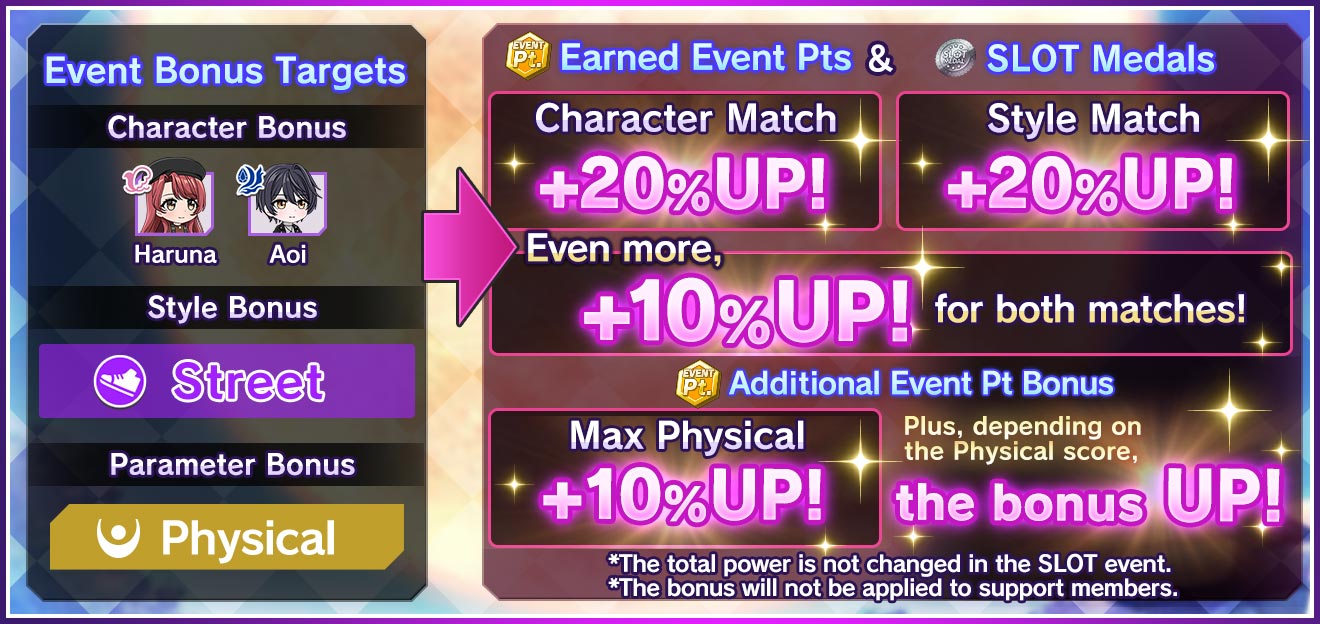 Event Bonus Targets
Character Bonus
Haruna
Aoi
Style Bonus
Street
Parameter Bonus
Physical
EVENT
Pt.
Earned Event Pts &
SLOT
MEDAL
SLOT Medals
Character Match
+20%UP!
Style Match
+20%UP!
Even more,
+10%UP! for both matches!
EVENT
Pt.
Additional Event Pt Bonus
Max Physical
+10%UP!
Plus, depending on
the Physical score,
the bonus UP!
*The total power is not changed in the SLOT event.
*The bonus will not be applied to support members.